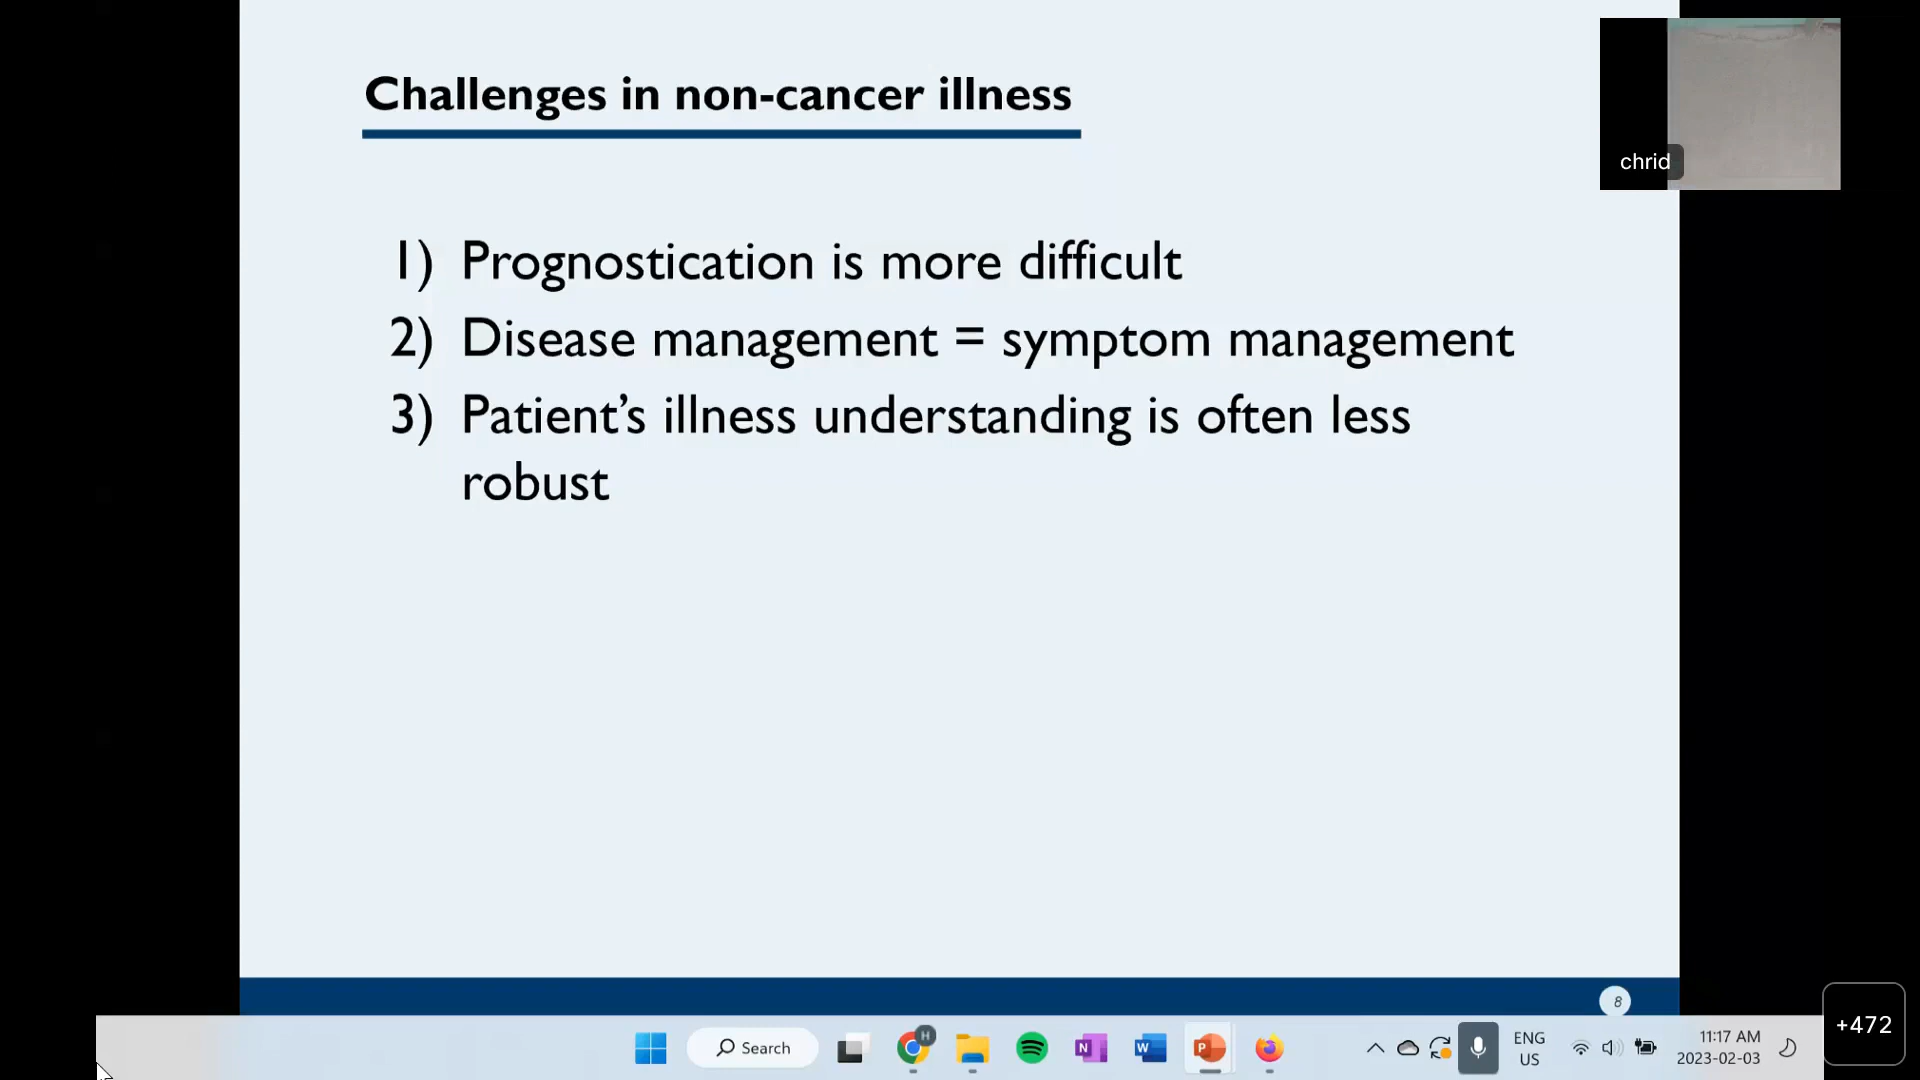 Challenges in non-cancer illness
chrid
1) Prognostication is more difficult
2) Disease management = symptom management
3) Patient’s illness understanding is often less
robust
8
Search
H
N
W
P
ENG
US
11:17 AM
2023-02-03
+472